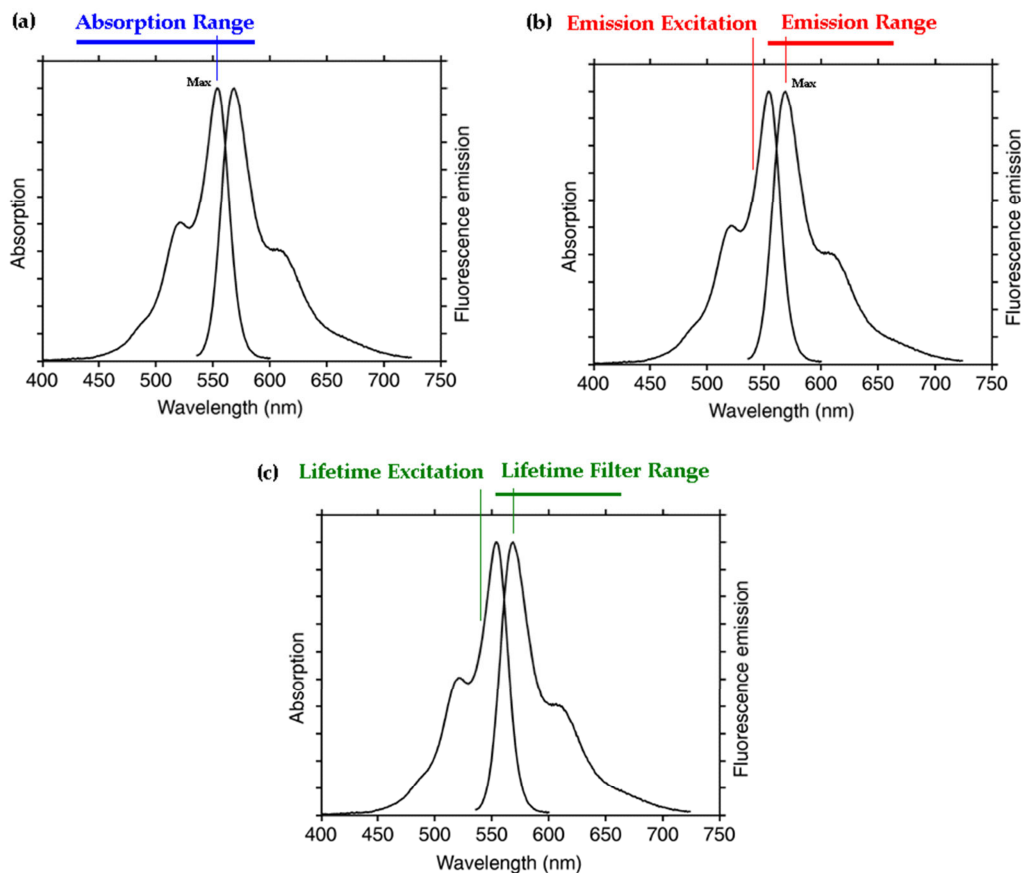 (a)
Absorption Range
Max
Absorption
Fluorescence emission
400 450 500 550 600 650 700 750
Wavelength (nm)
(b)
Emission Excitation Emission Range
Max
Absorption
Fluorescence emission
400 450 500 550 600 650 700 750
Wavelength (nm)
(c)
Lifetime Excitation Lifetime Filter Range
Absorption
Fluorescence emission
400 450 500 550 600 650 700 750
Wavelength (nm)